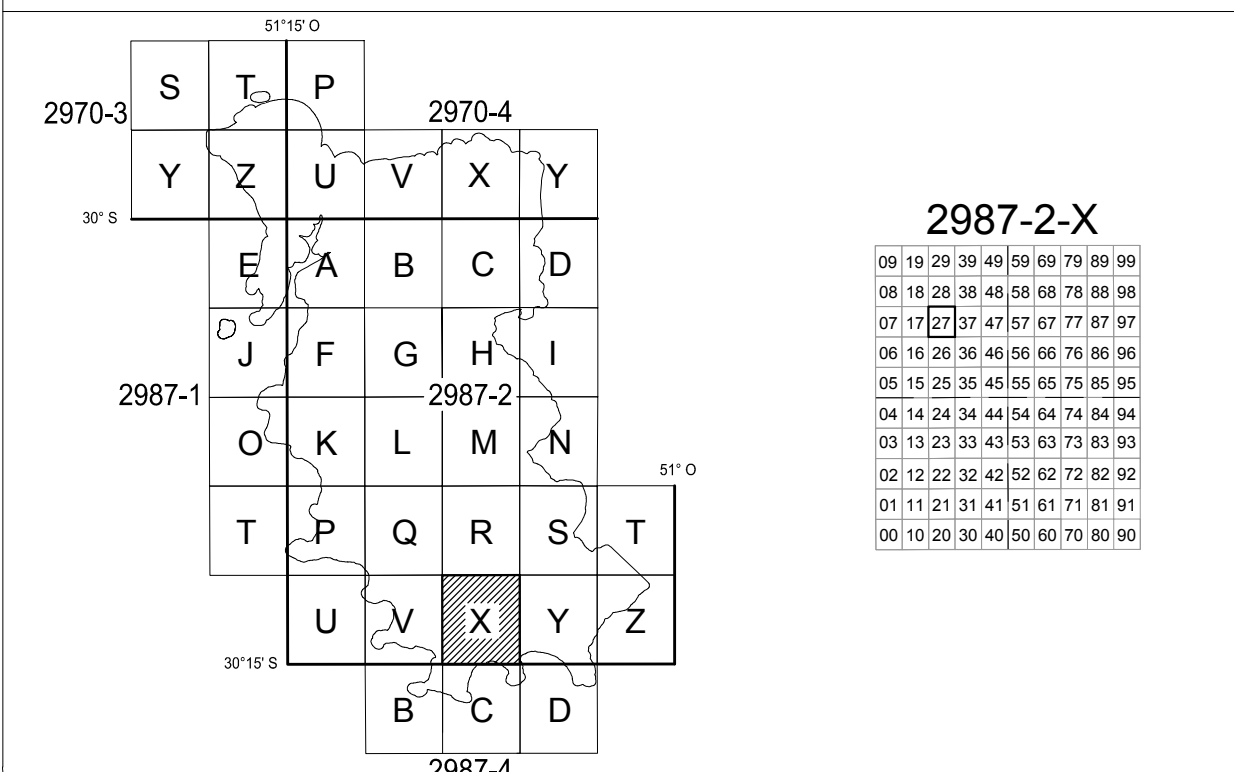 51°15' O
S T P
2970-3 2970-4
Y Z U V X Y
30° S
E A B C D
J F G H I
2987-1 2987-2
O K L M N
51° O
T P Q R S T
U V X Y Z
30°15' S
B C D
2987-4
2987-2-X
09 19 29 39 49 59 69 79 89 99
08 18 28 38 48 58 68 78 88 98
07 17 27 37 47 57 67 77 87 97
06 16 26 36 46 56 66 76 86 96
05 15 25 35 45 55 65 75 85 95
04 14 24 34 44 54 64 74 84 94
03 13 23 33 43 53 63 73 83 93
02 12 22 32 42 52 62 72 82 92
01 11 21 31 41 51 61 71 81 91
00 10 20 30 40 50 60 70 80 90